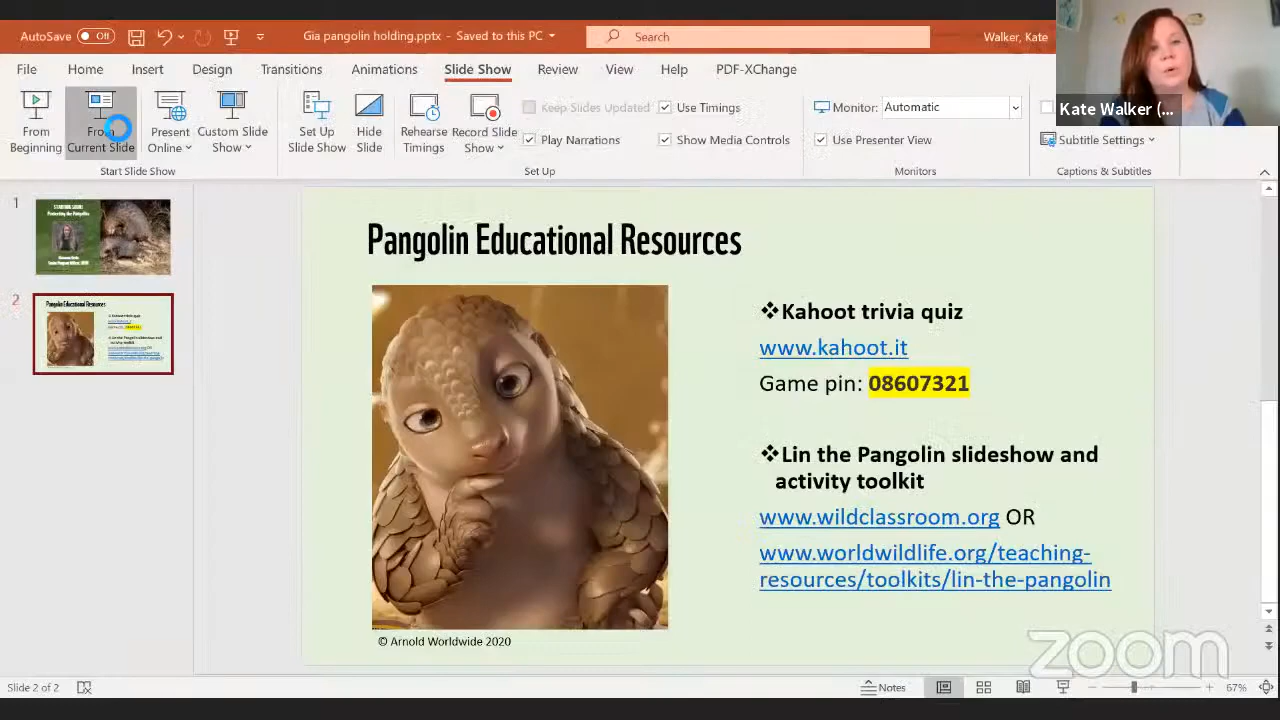 AutoSave Off
Gia pangolin holding.pptx - Saved to this PC
Search
Walker, Kate
File Home Insert Design Transitions Animations Slide Show Review View Help PDF-XChange
From Beginning
From Current Slide
Present Online
Custom Slide Show
Set Up Slide Show
Hide Slide
Rehearse Timings
Record Slide Show
Keep Slides Updated
Use Timings
Play Narrations
Show Media Controls
Monitor: Automatic
Use Presenter View
Kate Walker (...
Subtitle Settings
Start Slide Show
Set Up
Monitors
Captions & Subtitles
1
2
Pangolin Educational Resources
❖Kahoot trivia quiz
www.kahoot.it
Game pin: 08607321
❖Lin the Pangolin slideshow and
activity toolkit
www.wildclassroom.org OR
www.worldwildlife.org/teaching-
resources/toolkits/lin-the-pangolin
© Arnold Worldwide 2020
zoom
Slide 2 of 2
Notes
67%